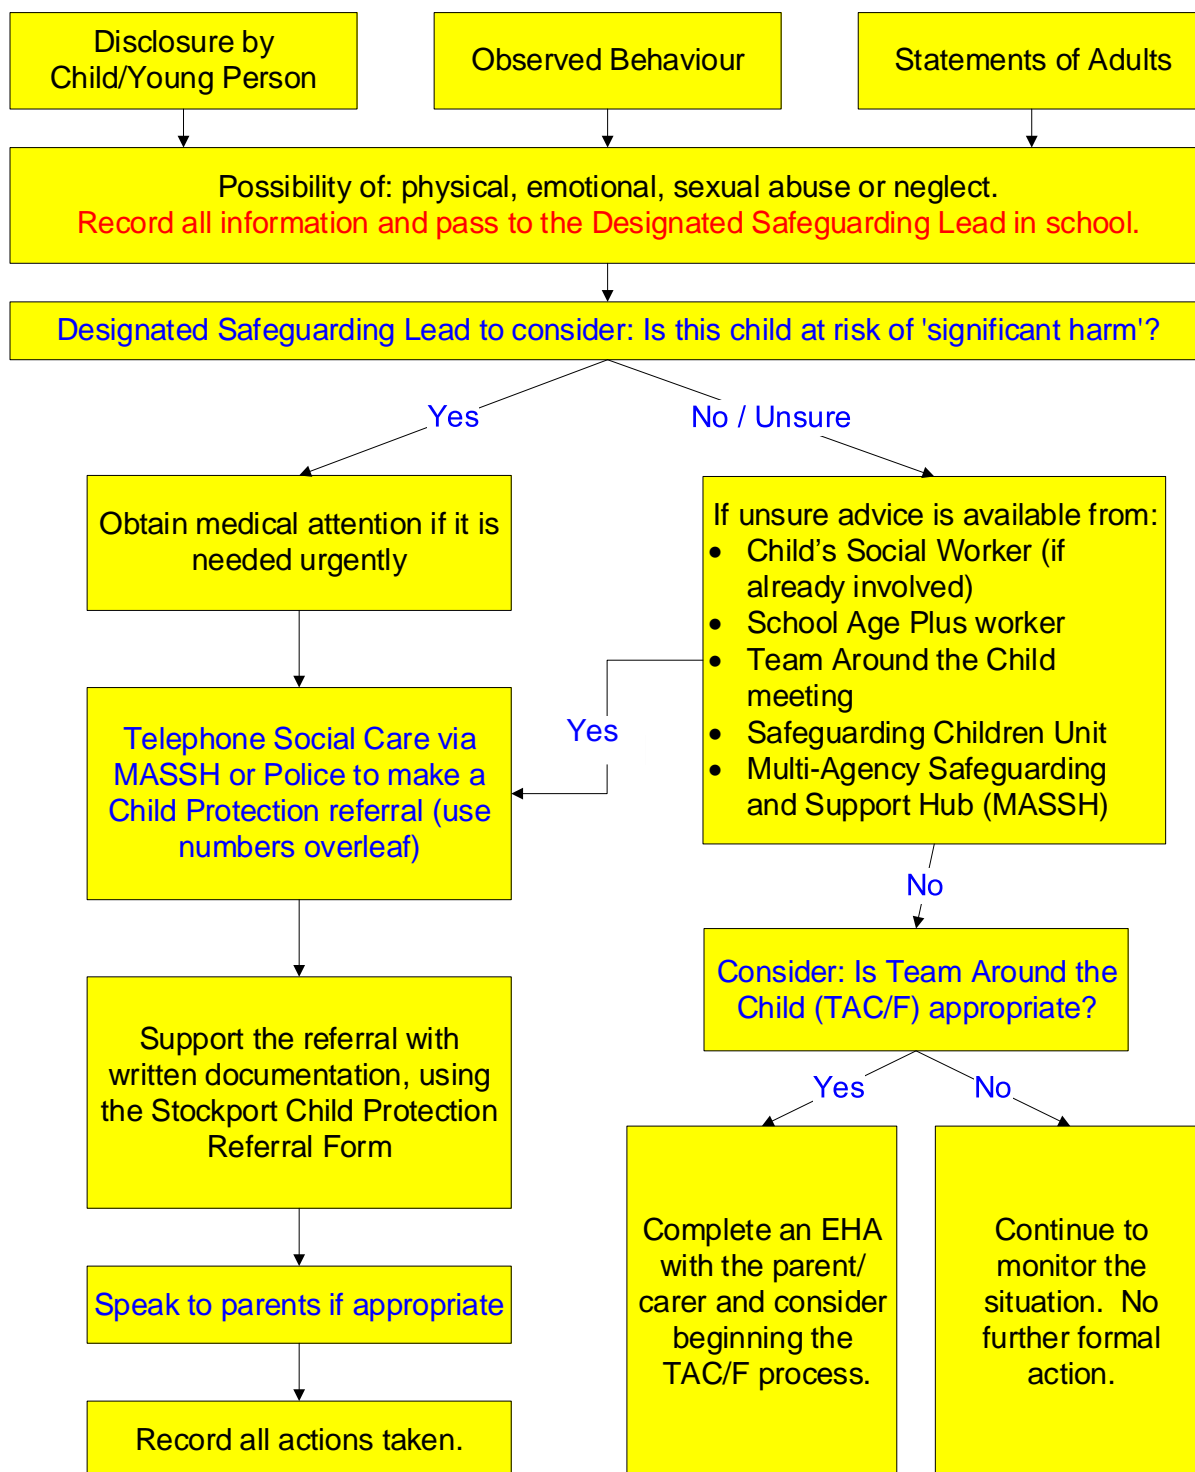 Disclosure by
Child/Young Person
Observed Behaviour
Statements of Adults
Possibility of: physical, emotional, sexual abuse or neglect.
Record all information and pass to the Designated Safeguarding Lead in school.
Designated Safeguarding Lead to consider: Is this child at risk of 'significant harm'?
Yes
No / Unsure
Obtain medical attention if it is
needed urgently
If unsure advice is available from:
• Child’s Social Worker (if
already involved)
• School Age Plus worker
• Team Around the Child
meeting
• Safeguarding Children Unit
• Multi-Agency Safeguarding
and Support Hub (MASSH)
Yes
Telephone Social Care via
MASSH or Police to make a
Child Protection referral (use
numbers overleaf)
No
Consider: Is Team Around the
Child (TAC/F) appropriate?
Support the referral with
written documentation, using
the Stockport Child Protection
Referral Form
Yes
No
Complete an EHA
with the parent/
carer and consider
beginning the
TAC/F process.
Continue to
monitor the
situation.  No
further formal
action.
Speak to parents if appropriate
Record all actions taken.